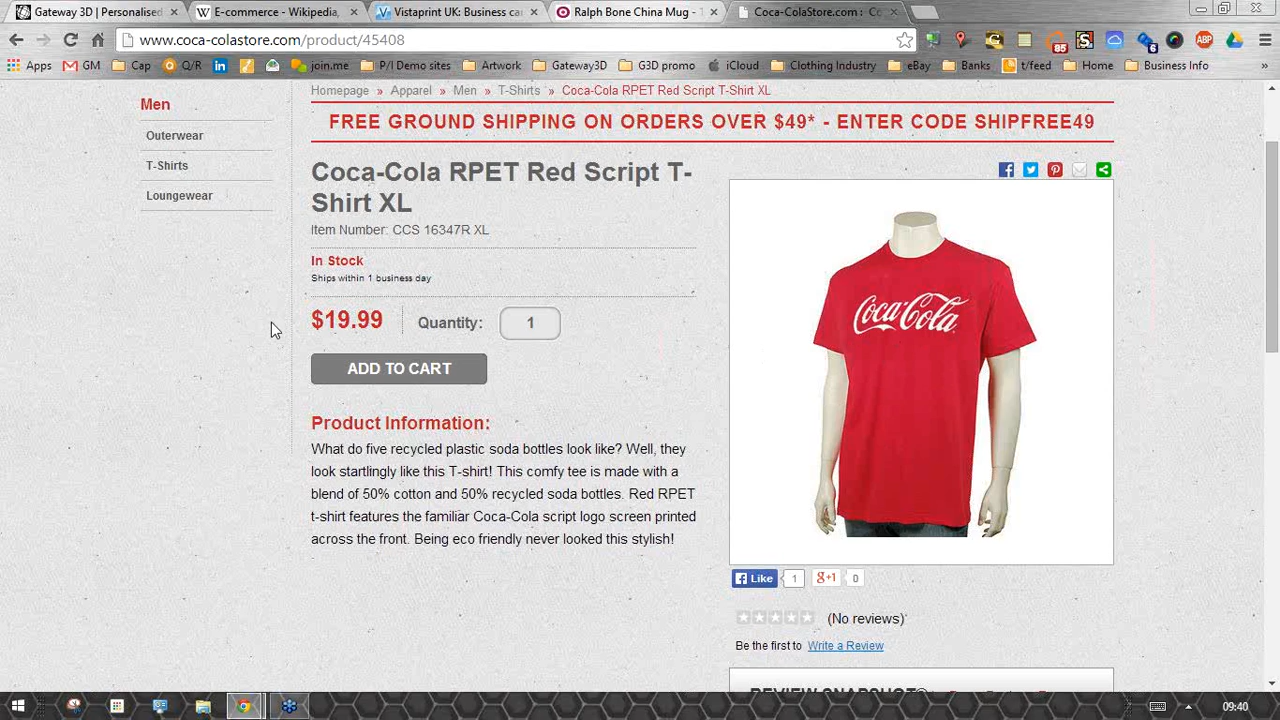 Gateway 3D | Personalised
E-commerce - Wikipedia,
Vistaprint UK: Business ca
Ralph Bone China Mug -
Coca-ColaStore.com : Co
www.coca-colastore.com/product/45408
85
6
ABP
Apps
GM
Cap
Q/R
join.me
P/I Demo sites
Artwork
Gateway3D
G3D promo
iCloud
Clothing Industry
eBay
Banks
t/feed
Home
Business Info
»
Men
Outerwear
T-Shirts
Loungewear
Homepage » Apparel » Men » T-Shirts » Coca-Cola RPET Red Script T-Shirt XL
FREE GROUND SHIPPING ON ORDERS OVER $49* - ENTER CODE SHIPFREE49
Coca-Cola RPET Red Script T-
Shirt XL
Item Number: CCS 16347R XL
In Stock
Ships within 1 business day
$19.99
Quantity:
1
ADD TO CART
Product Information:
What do five recycled plastic soda bottles look like? Well, they
look startlingly like this T-shirt! This comfy tee is made with a
blend of 50% cotton and 50% recycled soda bottles. Red RPET
t-shirt features the familiar Coca-Cola script logo screen printed
across the front. Being eco friendly never looked this stylish!
Coca-Cola
Like
1
g+1
0
(No reviews)
Be the first to Write a Review
REVIEW SNAPSHOT®
09:40